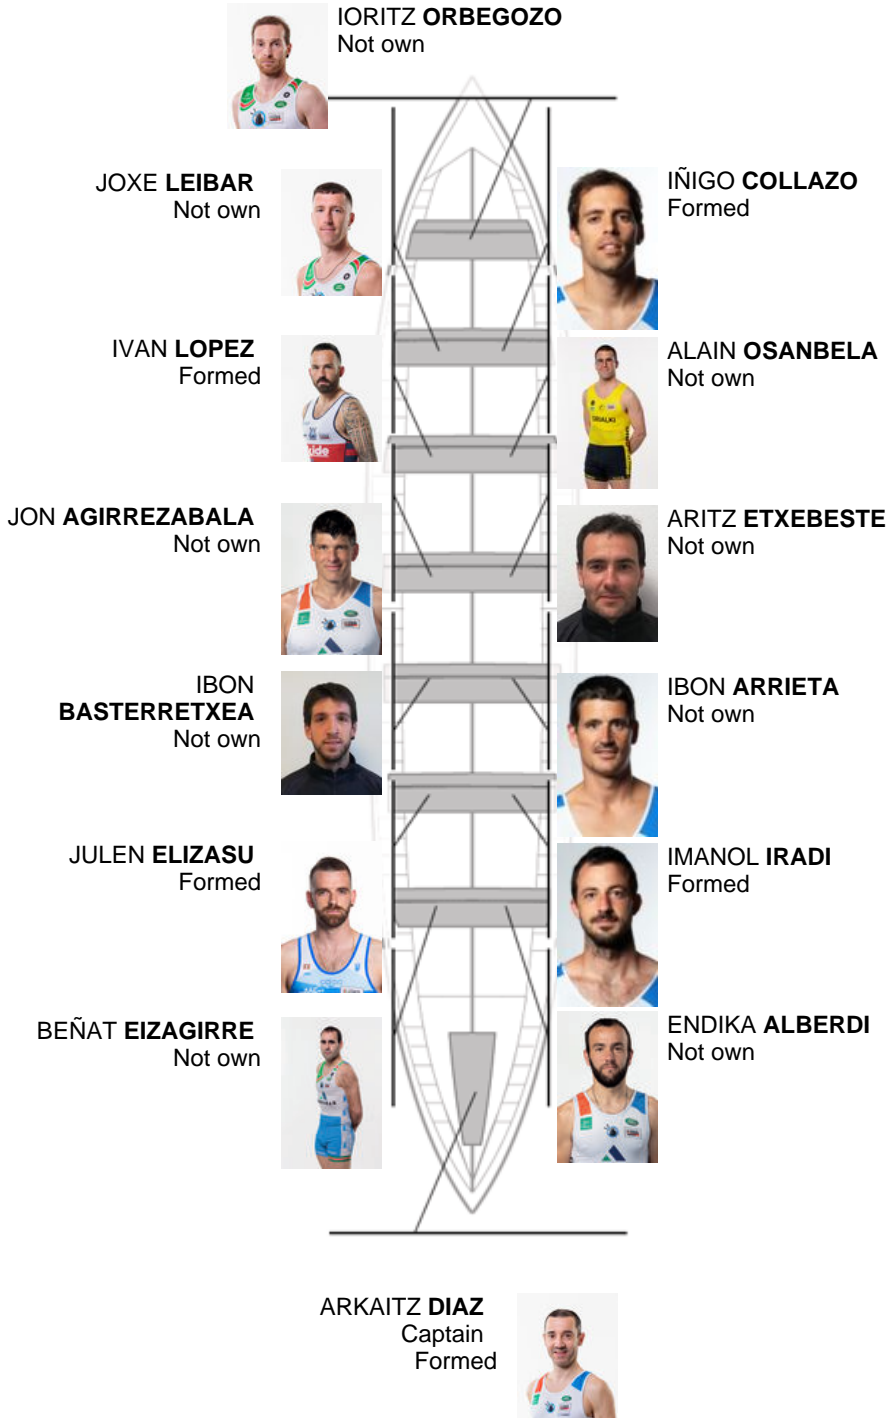 IORITZ ORBEGOZO
Not own
JOXE LEIBAR
Not own
IÑIGO COLLAZO
Formed
IVAN LOPEZ
Formed
ALAIN OSANBELA
Not own
JON AGIRREZABALA
Not own
ARITZ ETXEBESTE
Not own
IBON
BASTERRETXEA
Not own
IBON ARRIETA
Not own
JULEN ELIZASU
Formed
IMANOL IRADI
Formed
BEÑAT EIZAGIRRE
Not own
ENDIKA ALBERDI
Not own
ARKAITZ DIAZ
Captain
Formed